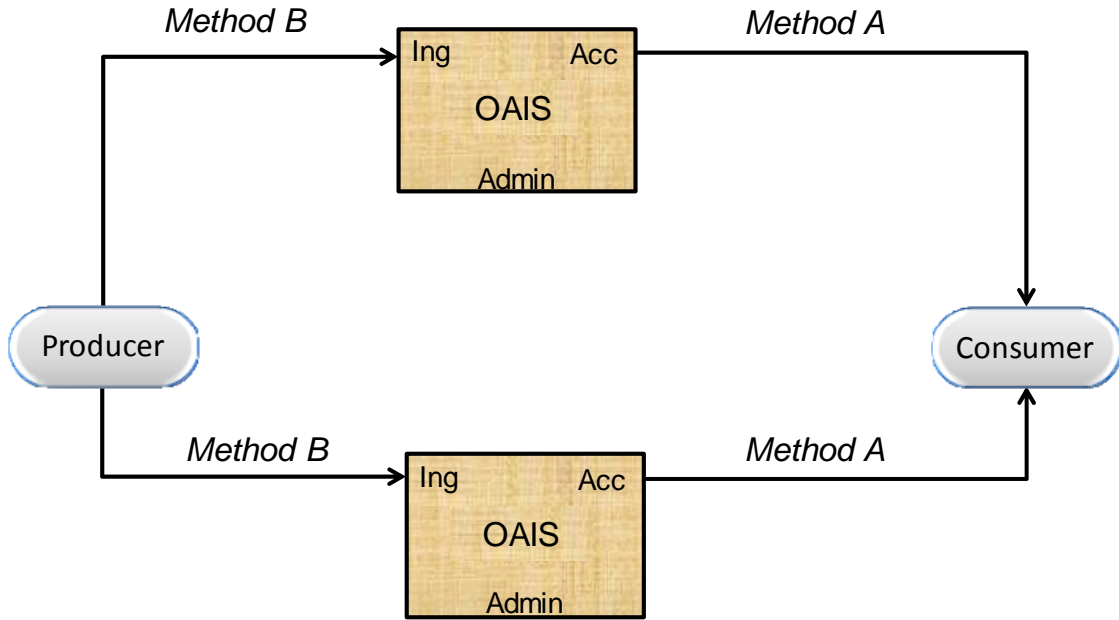 Method B
Method A
Ing
Acc
OAIS
Admin
Producer
Consumer
Method B
Method A
Ing
Acc
OAIS
Admin